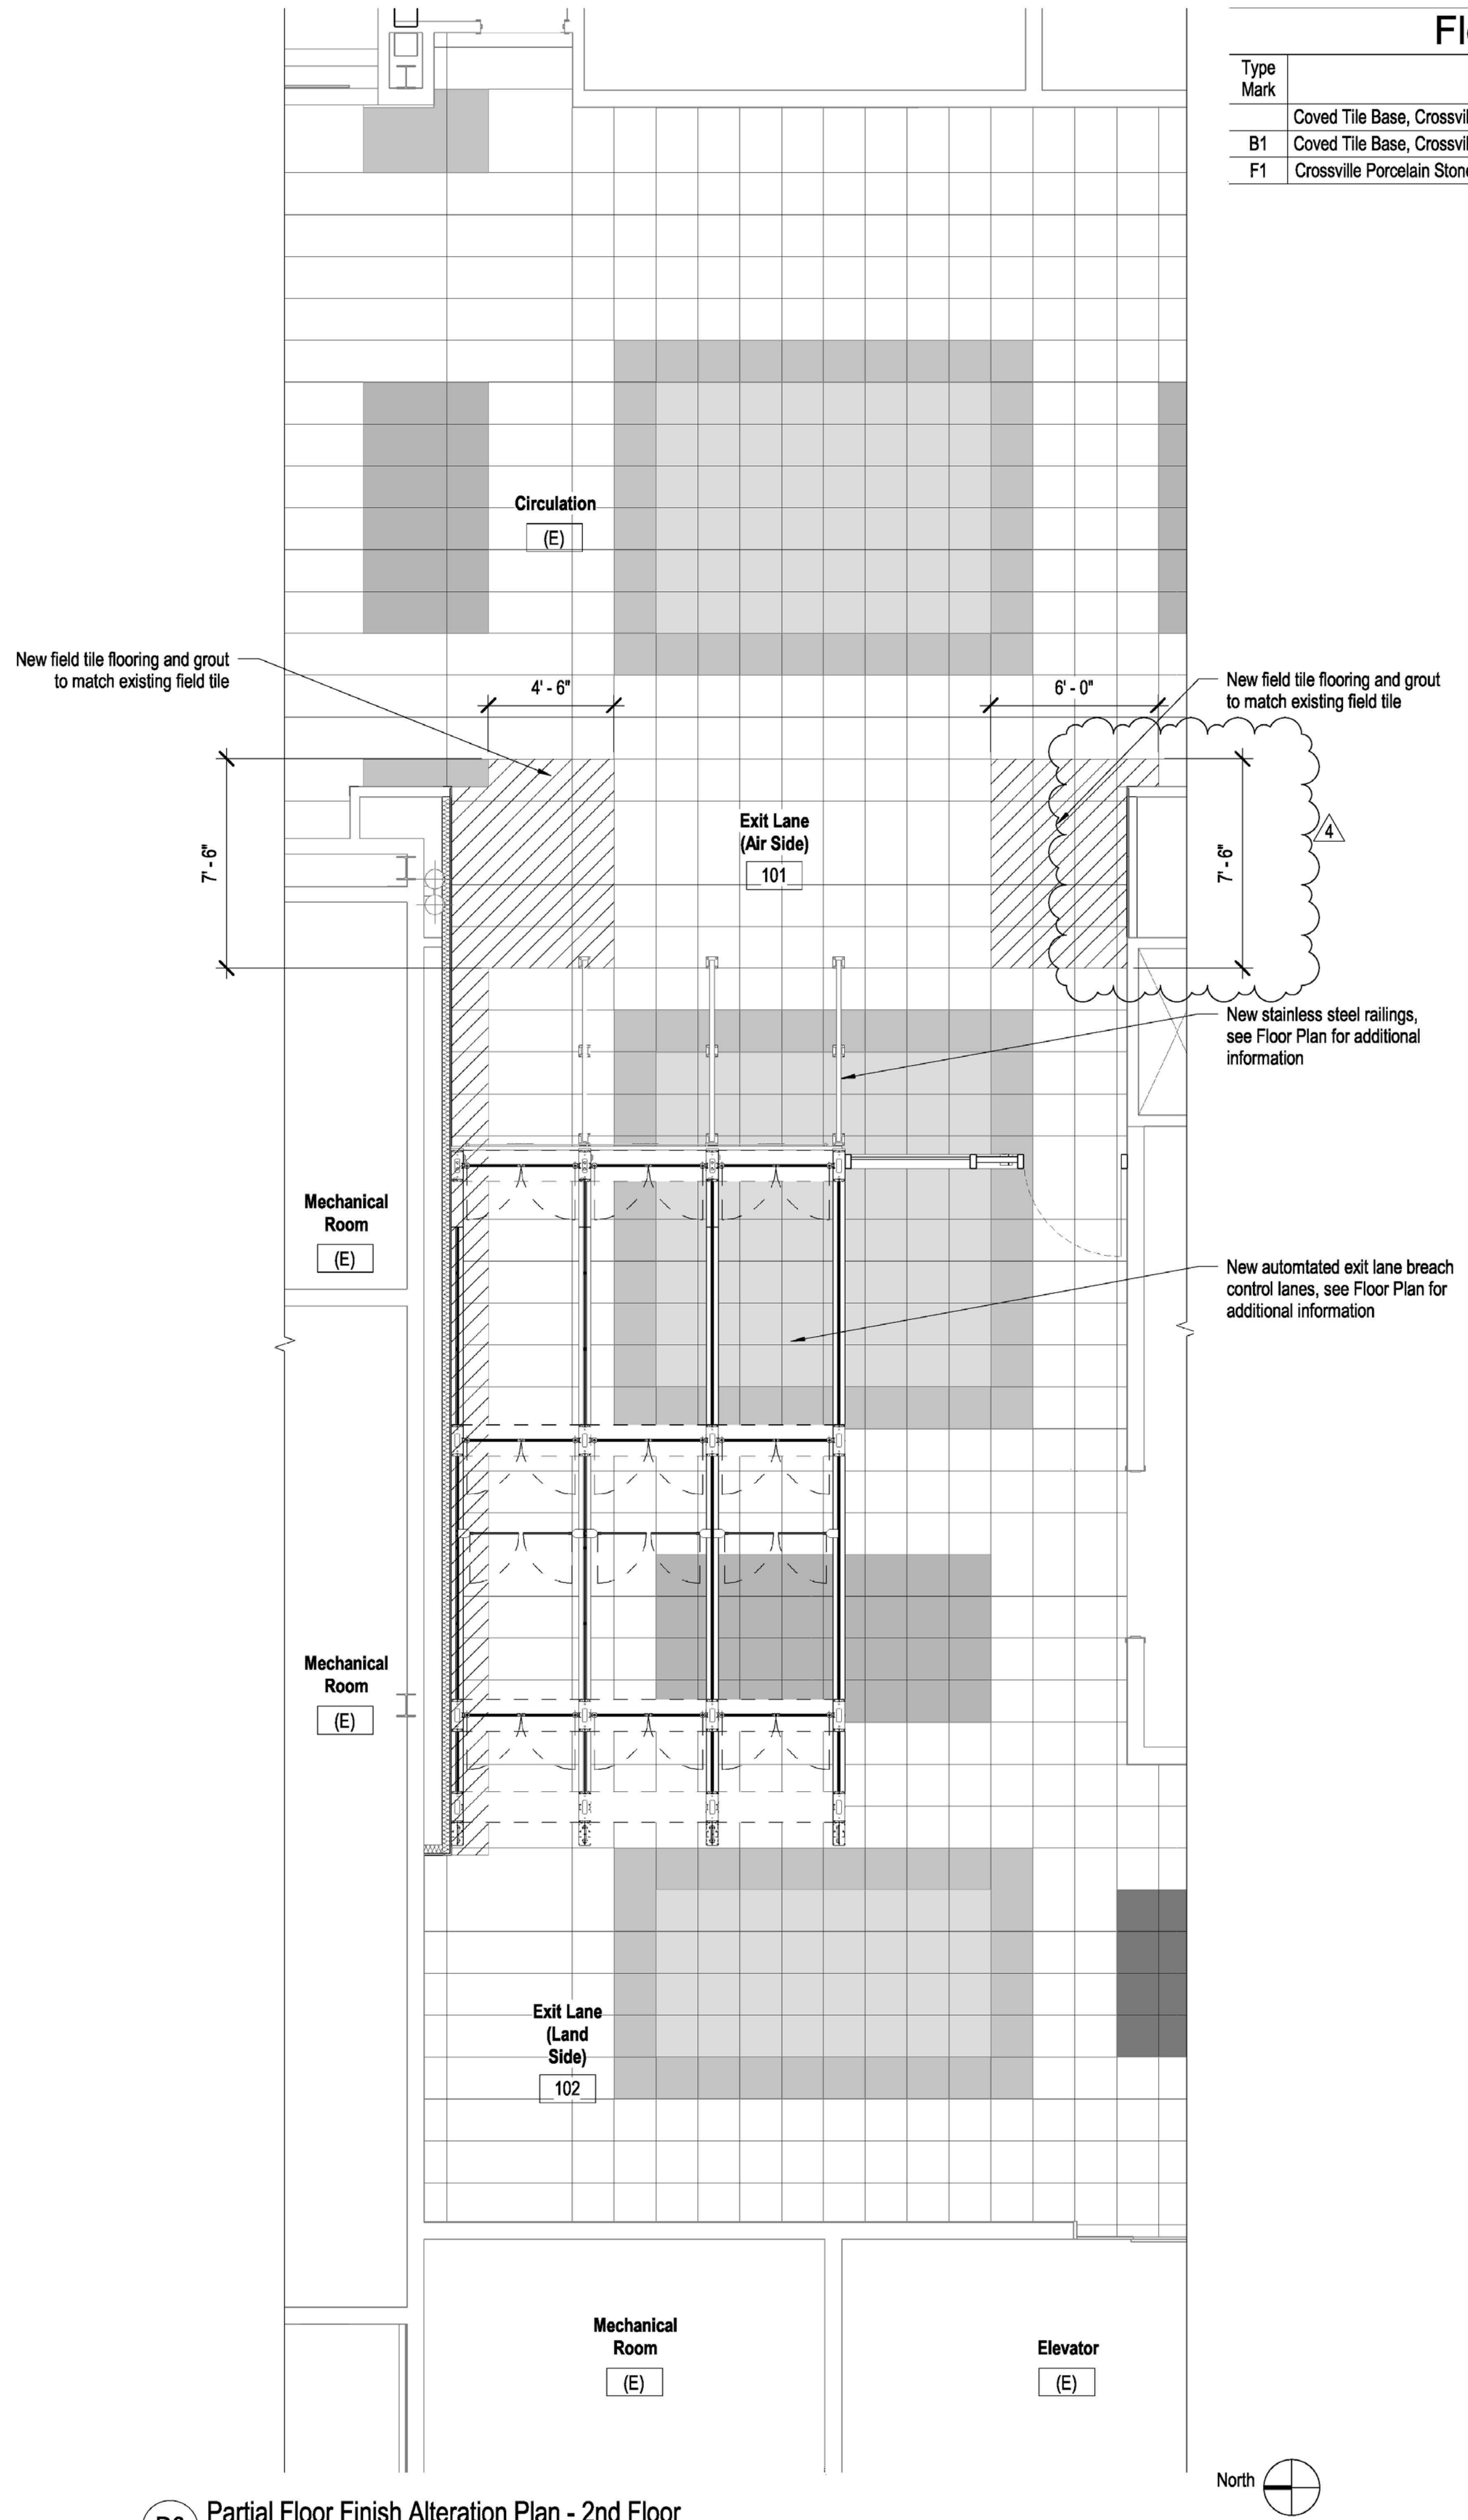 Type
Mark
Coved Tile Base,
B1 Coved Tile Base,
F1 Crossville Porcelain
Circulation
(E)
New field tile flooring and grout
to match existing field tile
4' - 6"
6' - 0"
New field tile flooring and grout
to match existing field tile
7' - 6"
Exit Lane
(Air Side)
101
7' - 6"
4
New stainless steel railings,
see Floor Plan for additional
information
Mechanical
Room
(E)
New automtated exit lane breach
control lanes, see Floor Plan for
additional information
Mechanical
Room
(E)
Exit Lane
(Land
Side)
102
Mechanical
Room
(E)
Elevator
(E)
North
Partial Floor Finish Alteration Plan - 2nd Floor